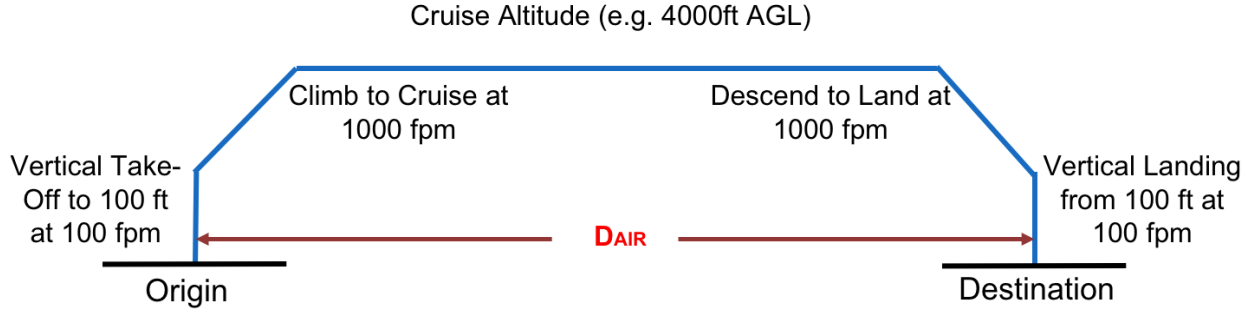 Cruise Altitude (e.g. 4000ft AGL)
Climb to Cruise at
1000 fpm
Descend to Land at
1000 fpm
Vertical Take-
Off to 100 ft
at 100 fpm
Vertical Landing
from 100 ft at
100 fpm
DAIR
Origin
Destination